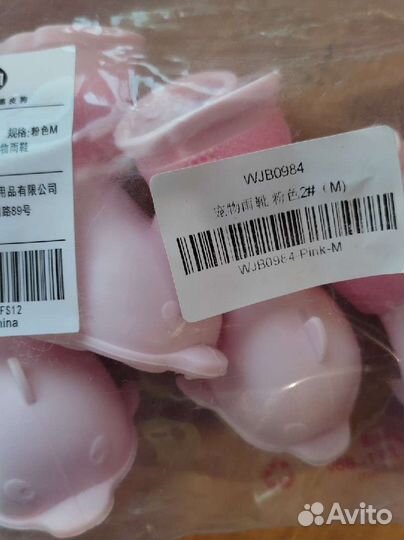 规格:粉色M
物雨鞋
用品有限公司
路89号
FS12
hina
WJB0984
宠物雨靴 粉色2#（M）
WJB0984-Pink-M
Avito